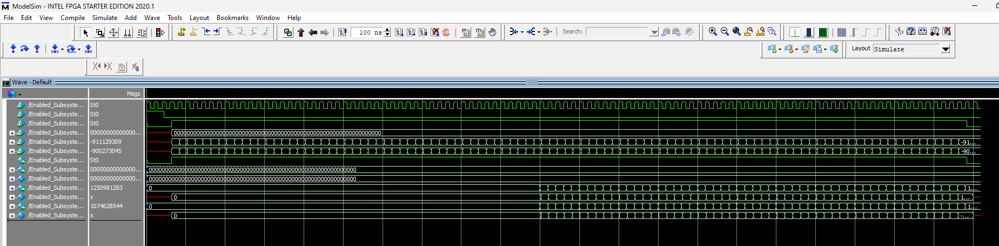 ModelSim - INTEL FPGA STARTER EDITION 2020.1
File Edit View Compile Simulate Add Wave Tools Layout Bookmarks Window Help
100 ns
Search:
Layout Simulate
Wave - Default
Msgs
/Enabled_Subsyste... St0
/Enabled_Subsyste... St0
/Enabled_Subsyste... St0
/Enabled_Subsyste... 00000000000000...
/Enabled_Subsyste... -911129309 -91...
/Enabled_Subsyste... -900273045 -90...
/Enabled_Subsyste... St0
/Enabled_Subsyste... 00000000000000...
/Enabled_Subsyste... 00000000000000...
/Enabled_Subsyste... 1250981283 0 1...
/Enabled_Subsyste... x 0 1...
/Enabled_Subsyste... 1074628544 0 1...
/Enabled_Subsyste... x 0 -...